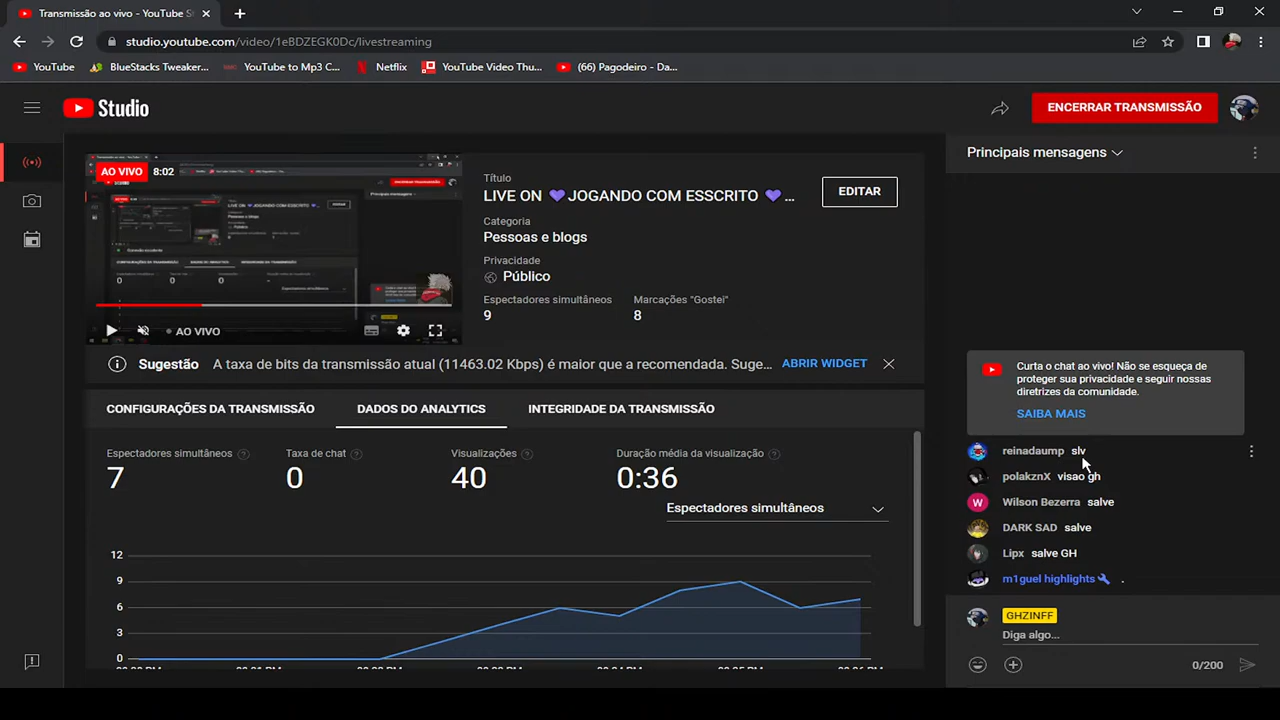 Transmissão ao vivo - YouTube St
studio.youtube.com/video/1eBDZEGK0Dc/livestreaming
YouTube
BlueStacks Tweaker...
YouTube to Mp3 C...
Netflix
YouTube Video Thu...
(66) Pagodeiro - Da...
Studio
ENCERRAR TRANSMISSÃO
Principais mensagens
AO VIVO 8:02
Título
LIVE ON 💜JOGANDO COM ESSCRITO 💜 ...
EDITAR
Categoria
Pessoas e blogs
Privacidade
Público
Espectadores simultâneos
Marcações "Gostei"
9
8
AO VIVO
Sugestão
A taxa de bits da transmissão atual (11463.02 Kbps) é maior que a recomendada. Suge...
ABRIR WIDGET
CONFIGURAÇÕES DA TRANSMISSÃO
DADOS DO ANALYTICS
INTEGRIDADE DA TRANSMISSÃO
Espectadores simultâneos
Taxa de chat
Visualizações
Duração média da visualização
7
0
40
0:36
Espectadores simultâneos
12
9
6
3
0
Curta o chat ao vivo! Não se esqueça de
proteger sua privacidade e seguir nossas
diretrizes da comunidade.
SAIBA MAIS
reinadaump slv
polakznX visao gh
W Wilson Bezerra salve
DARK SAD salve
Lipx salve GH
m1guel highlights .
GHZINFF
Diga algo...
0/200